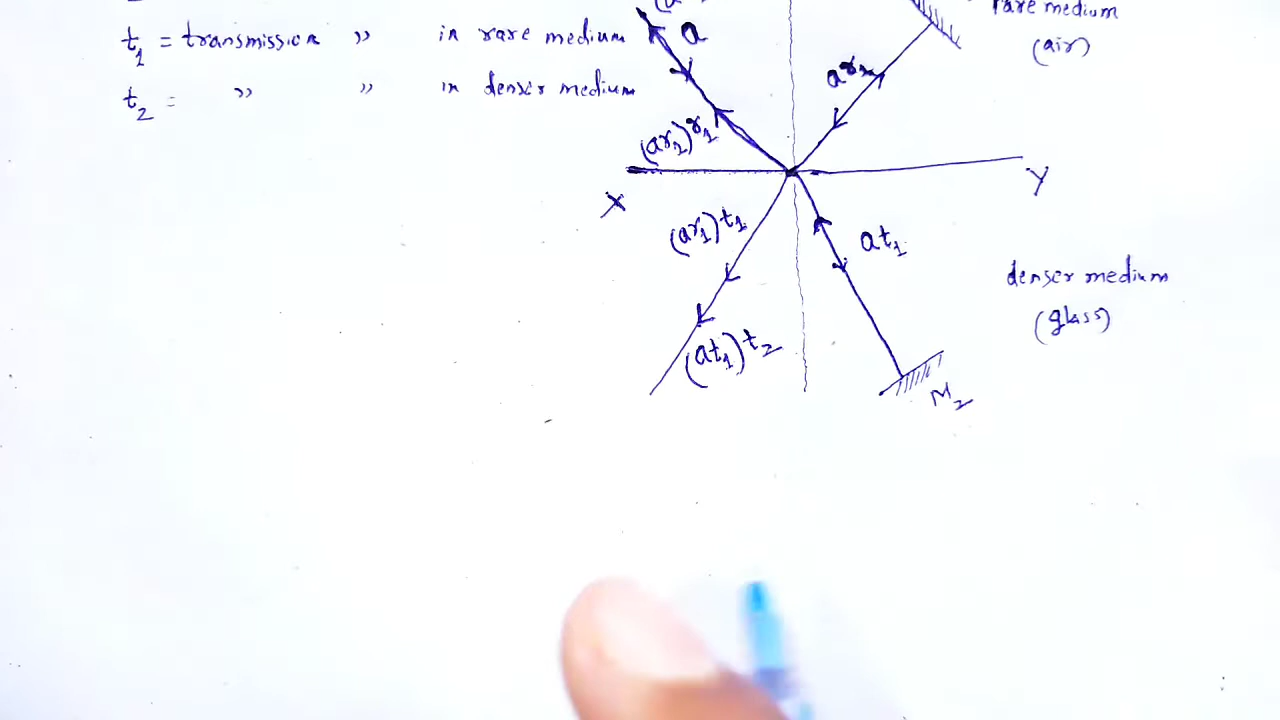 rare medium
(air)
t₁ = transmission " in rare medium
t₂ = " " in denser medium
a
ar₁
(ar₁)r₁
X
Y
(ar₁)t₁
at₁
denser medium
(glass)
(at₁)t₂
M₂